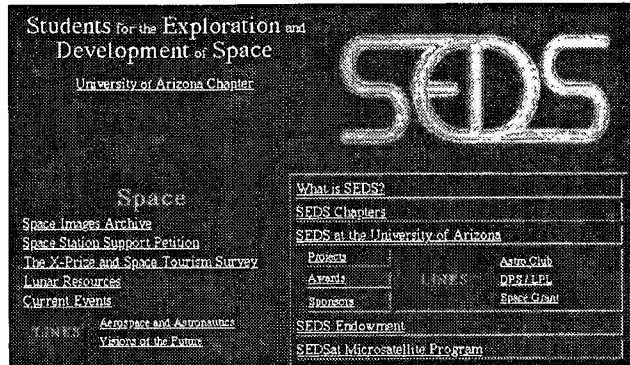 Students for the Exploration and
Development of Space
University of Arizona Chapter
SEDS
Space
Space Images Archive
Space Station Support Petition
The X-Prize and Space Tourism Survey
Lunar Resources
Current Events
LINKS
Aerospace and Astronautics
Visions of the Future
What is SEDS?
SEDS Chapters
SEDS at the University of Arizona
Projects
Awards
Sponsors
LINKS
Astro Club
DPS / LPL
Space Grant
SEDS Endowment
SEDSat Microsatellite Program